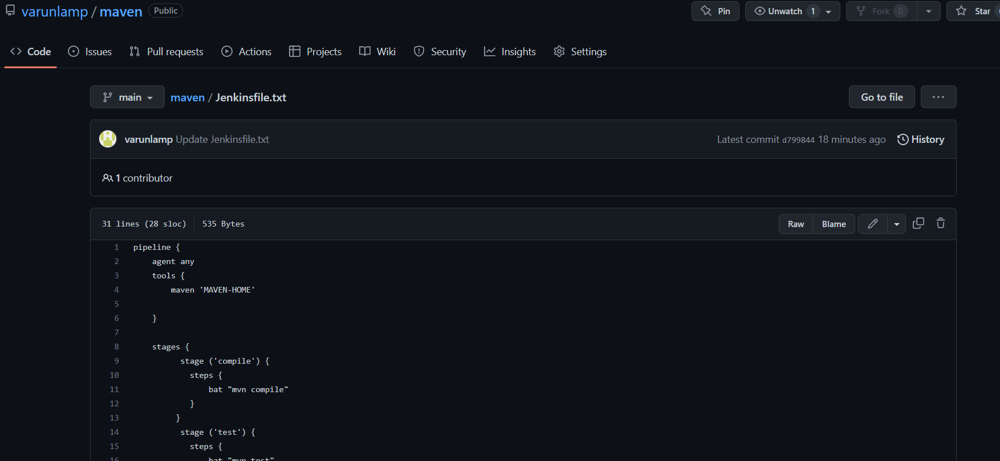 varunlamp / maven Public Pin Unwatch 1 Fork 0 Star
Code Issues Pull requests Actions Projects Wiki Security Insights Settings
main maven / Jenkinsfile.txt Go to file ...
varunlamp Update Jenkinsfile.txt Latest commit d799844 18 minutes ago History
1 contributor
31 lines (28 sloc) 535 Bytes Raw Blame
1 pipeline {
2 agent any
3 tools {
4 maven 'MAVEN-HOME'
5
6 }
7
8 stages {
9 stage ('compile') {
10 steps {
11 bat "mvn compile"
12 }
13 }
14 stage ('test') {
15 steps {
16 bat "mvn test"